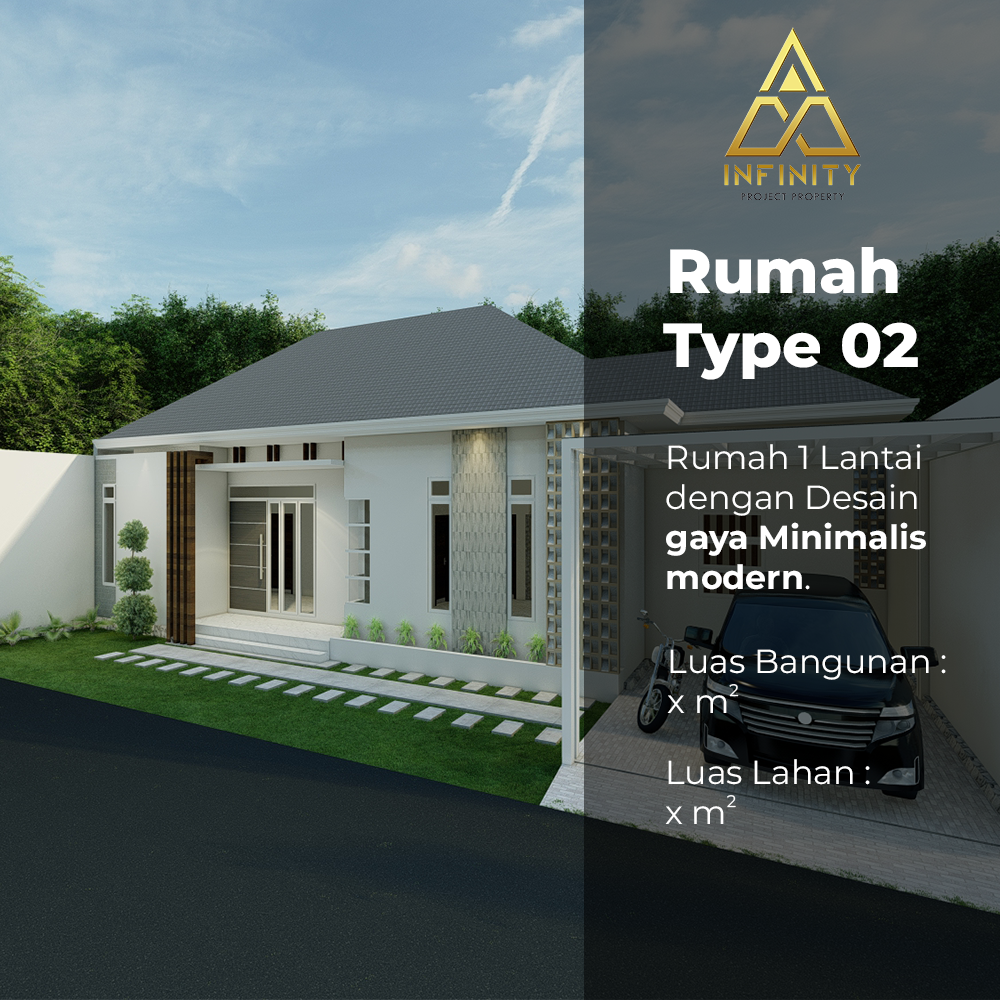 INFINITY
PROJECT PROPERTY
Rumah
Type 02
Rumah 1 Lantai
dengan Desain
gaya Minimalis
modern.
Luas Bangunan :
x m²
Luas Lahan :
x m²